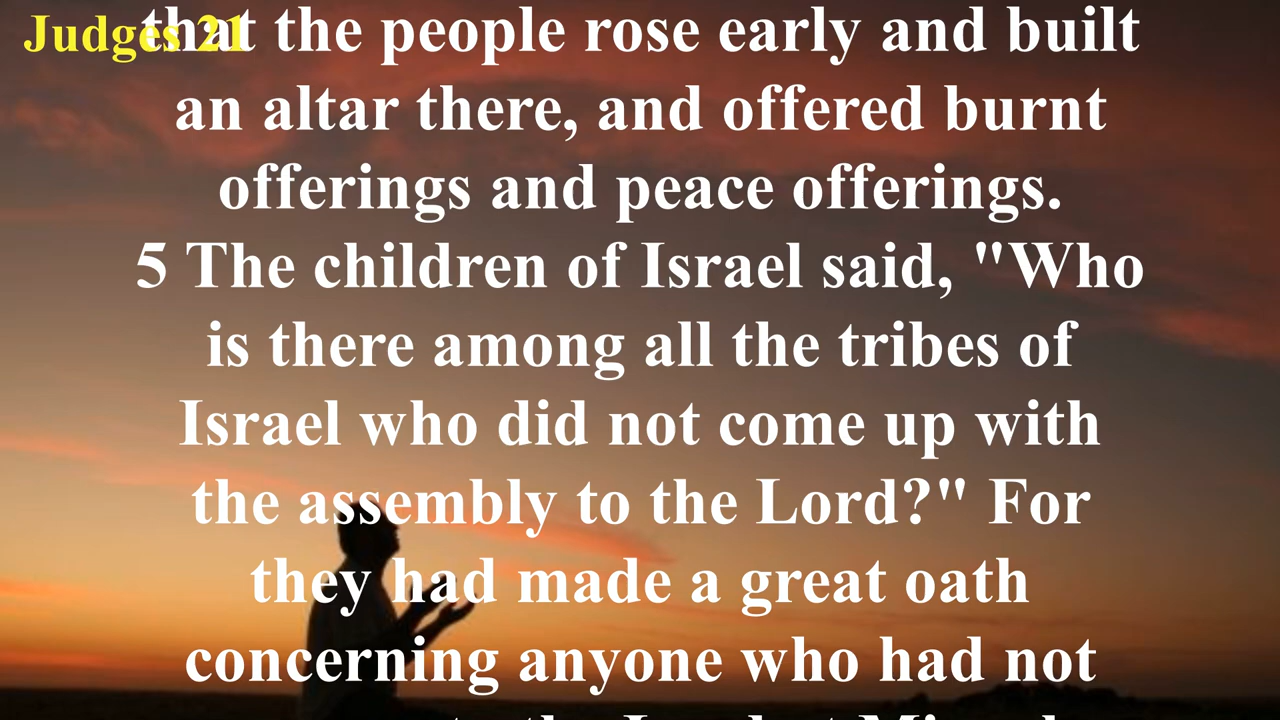 Judges 21
that the people rose early and built
an altar there, and offered burnt
offerings and peace offerings.
5 The children of Israel said, "Who
is there among all the tribes of
Israel who did not come up with
the assembly to the Lord?" For
they had made a great oath
concerning anyone who had not